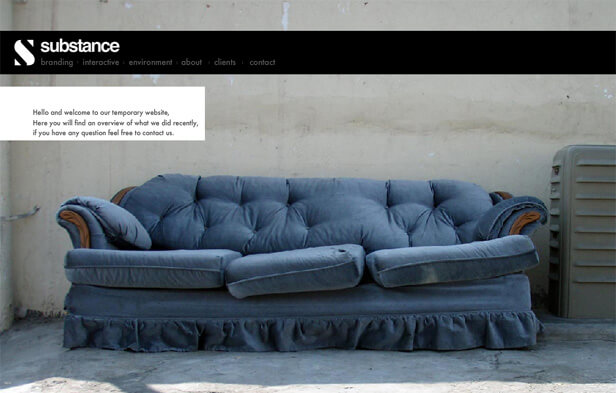 substance
branding · interactive · environment · about · clients · contact
Hello and welcome to our temporary website,
Here you will find an overview of what we did recently,
if you have any question feel free to contact us.